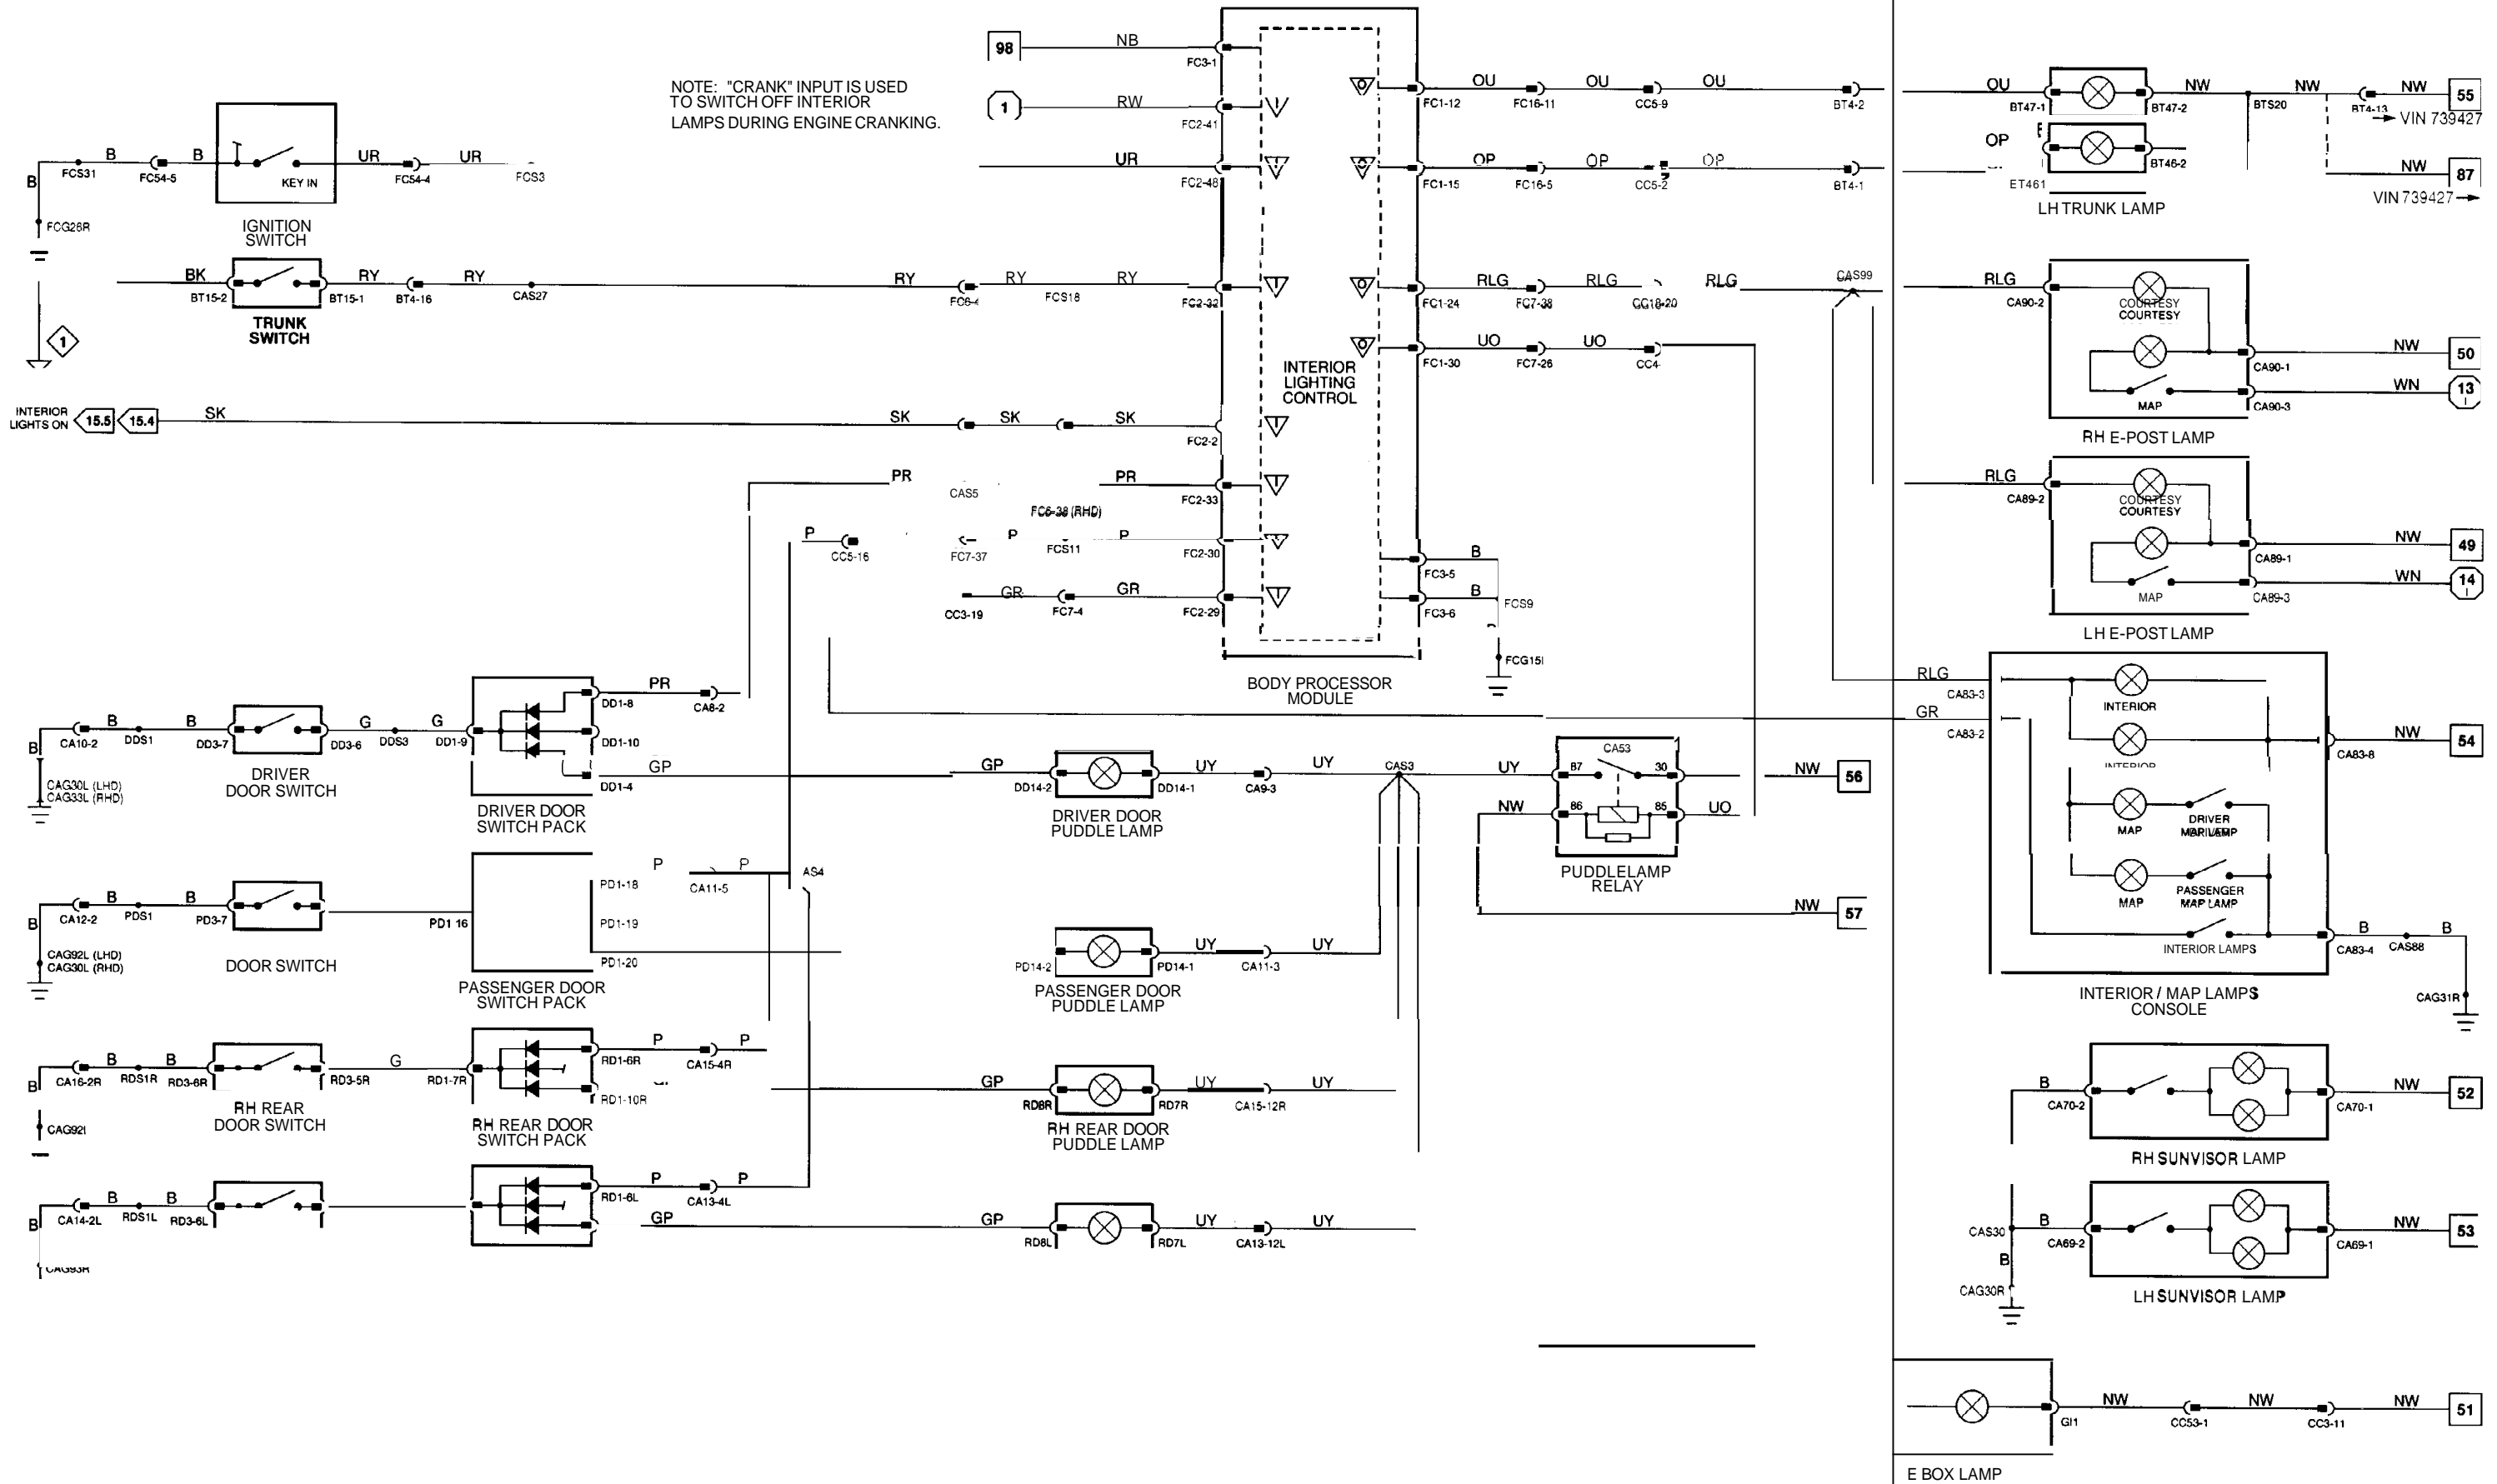 98
NB
FC3-1
NOTE: "CRANK" INPUT IS USED
TO SWITCH OFF INTERIOR
LAMPS DURING ENGINE CRANKING.
1
RW
FC2-41
OU
FC1-12
OU
FC16-11
CC5-9
OU
BT4-2
OU
BT47-1
BT47-2
NW
BTS20
NW
BT4-13
NW
55
VIN 739427
B
FCS31
B
FC54-5
B
KEY IN
UR
FC54-4
UR
FCS3
IGNITION
SWITCH
FCG26R
UR
FC2-48
OP
FC1-15
FC16-5
OP
CC5-2
OP
BT4-1
OP
ET461
BT46-2
LH TRUNK LAMP
NW
87
VIN 739427
BK
BT15-2
BT15-1
RY
BT4-16
RY
CAS27
TRUNK
SWITCH
1
RY
FC6-4
RY
FCS18
RY
FC2-32
RLG
FC1-24
FC7-38
RLG
CC18-20
RLG
CAS99
RLG
CA90-2
COURTESY
COURTESY
NW
50
CA90-1
MAP
WN
CA90-3
13
I
RH E-POST LAMP
INTERIOR
LIGHTING
CONTROL
UO
FC1-30
FC7-26
UO
CC4-
INTERIOR
LIGHTS ON
15.5
15.4
SK
SK
SK
SK
FC2-2
PR
CAS5
PR
FC2-33
FC6-38 (RHD)
P
CC5-16
FC7-37
P
FCS11
P
FC2-30
CC3-19
GR
FC7-4
GR
FC2-29
B
FC3-5
B
FC3-6
FCS9
FCG15
BODY PROCESSOR
MODULE
RLG
CA89-2
COURTESY
COURTESY
NW
49
CA89-1
MAP
WN
CA89-3
14
I
LH E-POST LAMP
B
CA10-2
B
DDS1
B
DD3-7
DD3-6
G
DDS3
G
DD1-9
DD1-8
PR
CA8-2
DD1-10
DD1-4
GP
CAG30L (LHD)
CAG33L (RHD)
DRIVER
DOOR SWITCH
DRIVER DOOR
SWITCH PACK
GP
DD14-2
DD14-1
UY
CA9-3
UY
CAS3
UY
DRIVER DOOR
PUDDLE LAMP
CA53
87
30
86
85
NW
56
NW
UO
PUDDLELAMP
RELAY
NW
57
RLG
CA83-3
GR
CA83-2
INTERIOR
INTERIOR
NW
54
CA83-8
MAP
DRIVER
MAP LAMP
MAP
PASSENGER
MAP LAMP
INTERIOR LAMPS
CA83-4
B
CAS88
B
CAG31R
INTERIOR / MAP LAMPS
CONSOLE
B
CA12-2
B
PDS1
B
PD3-7
PD1 16
PD1-18
PD1-19
PD1-20
P
CA11-5
P
AS4
CAG92L (LHD)
CAG30L (RHD)
DOOR SWITCH
PASSENGER DOOR
SWITCH PACK
PD14-2
PD14-1
UY
CA11-3
UY
PASSENGER DOOR
PUDDLE LAMP
B
CA16-2R
B
RDS1R
B
RD3-6R
RD3-5R
G
RD1-7R
RD1-6R
P
CA15-4R
P
RD1-10R
CAG92
RH REAR
DOOR SWITCH
RH REAR DOOR
SWITCH PACK
GP
RD8R
RD7R
UY
CA15-12R
UY
RH REAR DOOR
PUDDLE LAMP
B
CA70-2
CA70-1
NW
52
RH SUNVISOR LAMP
B
CA14-2L
B
RDS1L
B
RD3-6L
RD1-6L
P
CA13-4L
P
GP
CAG93R
GP
RD8L
RD7L
UY
CA13-12L
UY
CAS30
B
CA69-2
CA69-1
NW
53
B
CAG30R
LH SUNVISOR LAMP
GI1
NW
CC53-1
NW
CC3-11
NW
51
E BOX LAMP